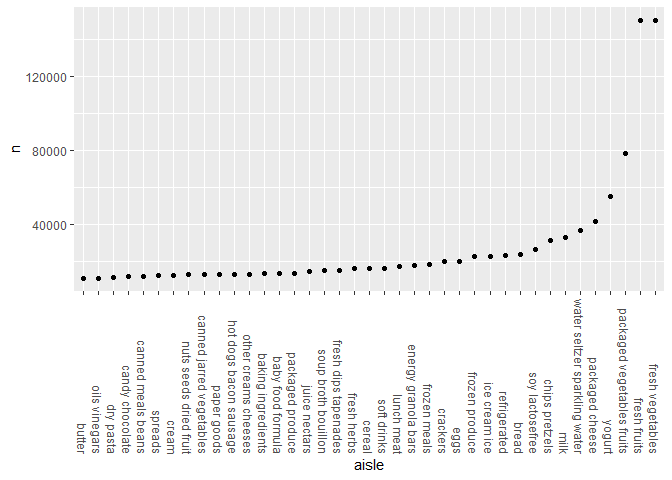 120000
80000
40000
n
butter
oils vinegars
dry pasta
candy chocolate
canned meals beans
spreads
cream
nuts seeds dried fruit
canned jarred vegetables
paper goods
hot dogs bacon sausage
other creams cheeses
baking ingredients
baby food formula
packaged produce
juice nectars
soup broth bouillon
fresh dips tapenades
fresh herbs
cereal
soft drinks
lunch meat
energy granola bars
frozen meals
crackers
eggs
frozen produce
ice cream ice
refrigerated
bread
soy lactosefree
chips pretzels
milk
water seltzer sparkling water
packaged cheese
yogurt
packaged vegetables fruits
fresh fruits
fresh vegetables
aisle